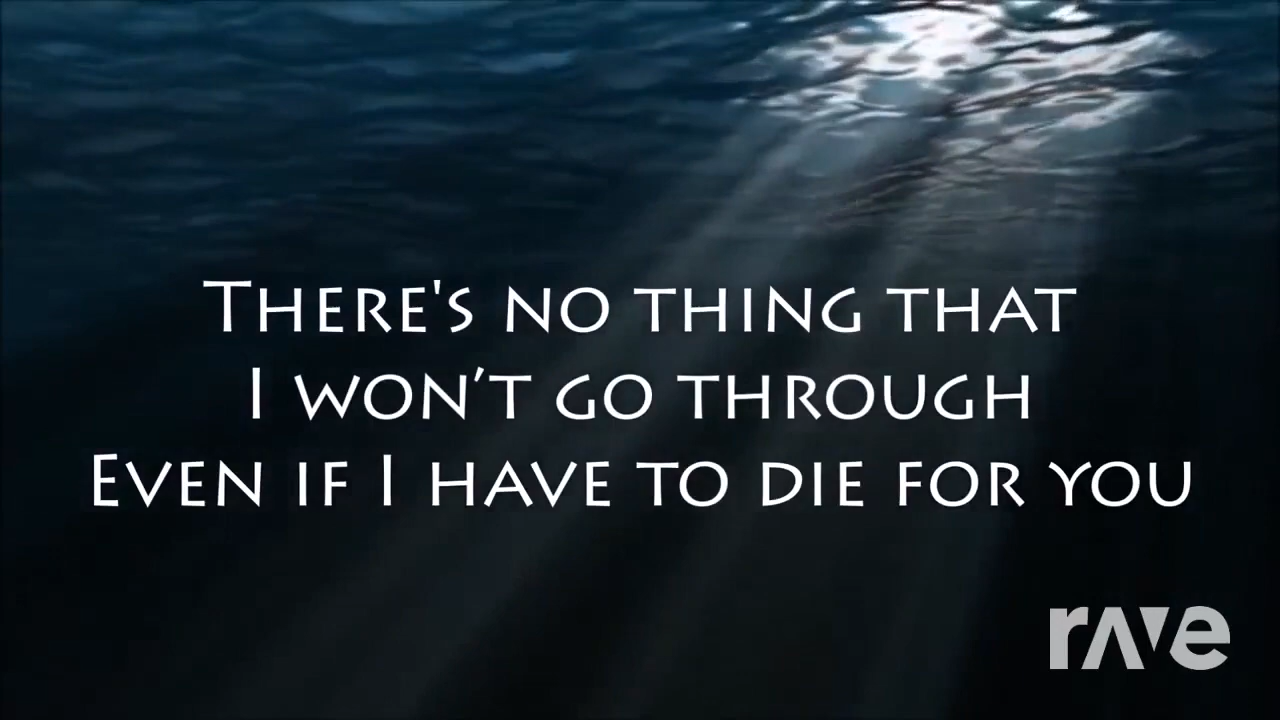 There's no thing that
I won’t go through
Even if I have to die for you
rave